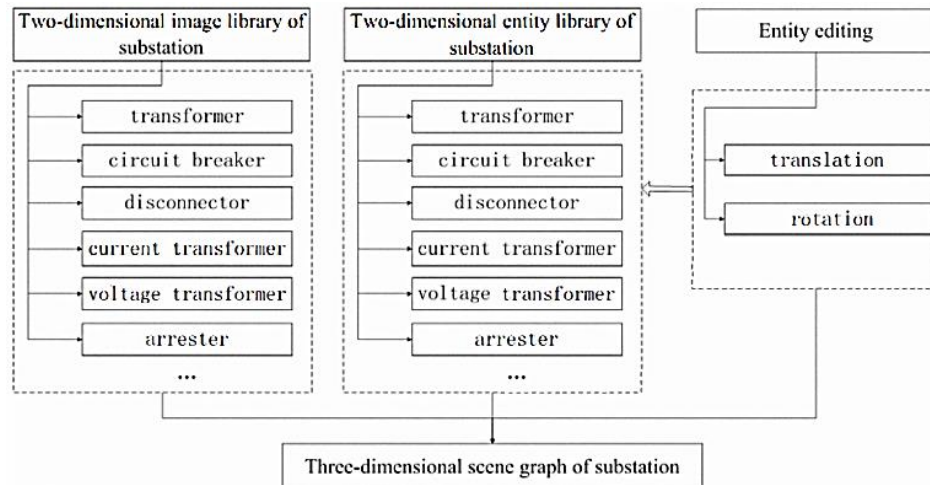 Two-dimensional image library of
substation
transformer
circuit breaker
disconnector
current transformer
voltage transformer
arrester
...
Two-dimensional entity library of
substation
transformer
circuit breaker
disconnector
current transformer
voltage transformer
arrester
...
Entity editing
translation
rotation
Three-dimensional scene graph of substation